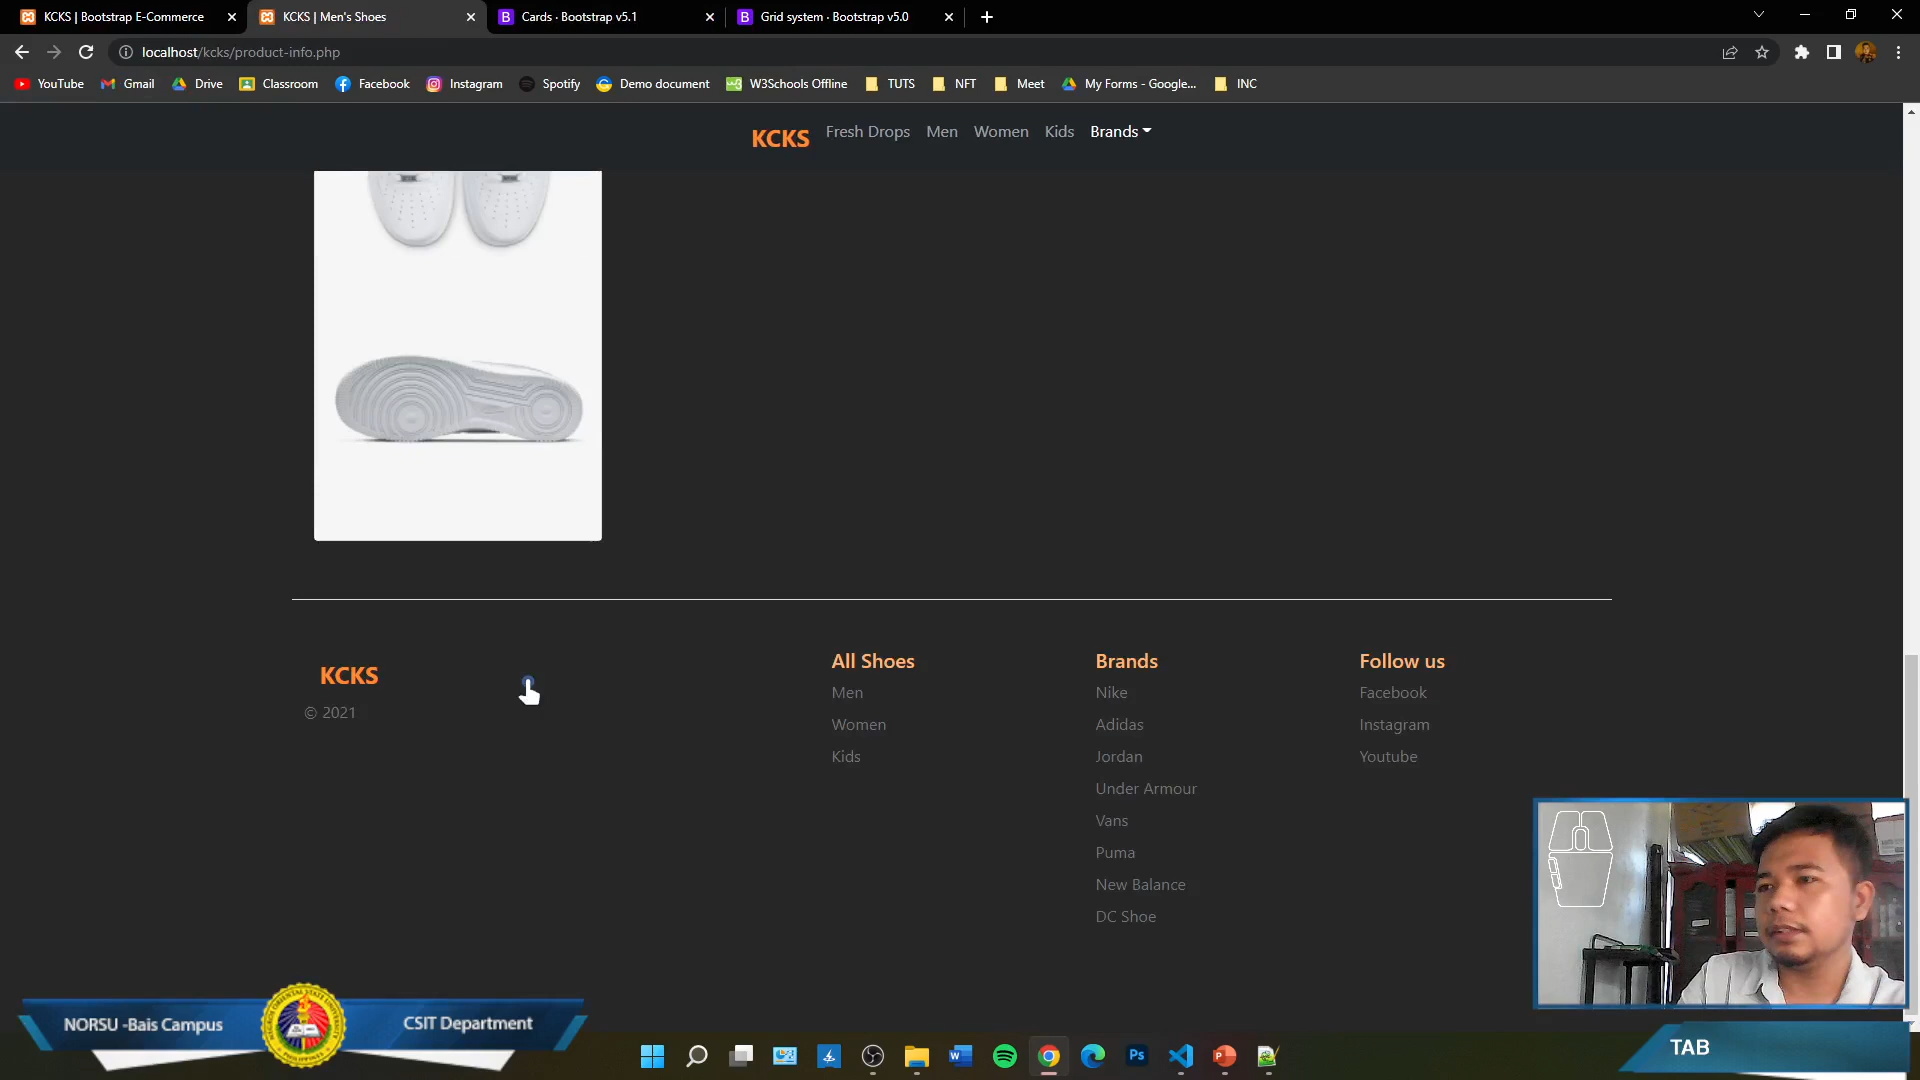 KCKS | Bootstrap E-Commerce
KCKS | Men's Shoes
Cards · Bootstrap v5.1
Grid system · Bootstrap v5.0
localhost/kcks/product-info.php
YouTube
Gmail
Drive
Classroom
Facebook
Instagram
Spotify
Demo document
W3Schools Offline
TUTS
NFT
Meet
My Forms - Google...
INC
KCKS
Fresh Drops
Men
Women
Kids
Brands
KCKS
© 2021
All Shoes
Men
Women
Kids
Brands
Nike
Adidas
Jordan
Under Armour
Vans
Puma
New Balance
DC Shoe
Follow us
Facebook
Instagram
Youtube
NORSU -Bais Campus
CSIT Department
TAB